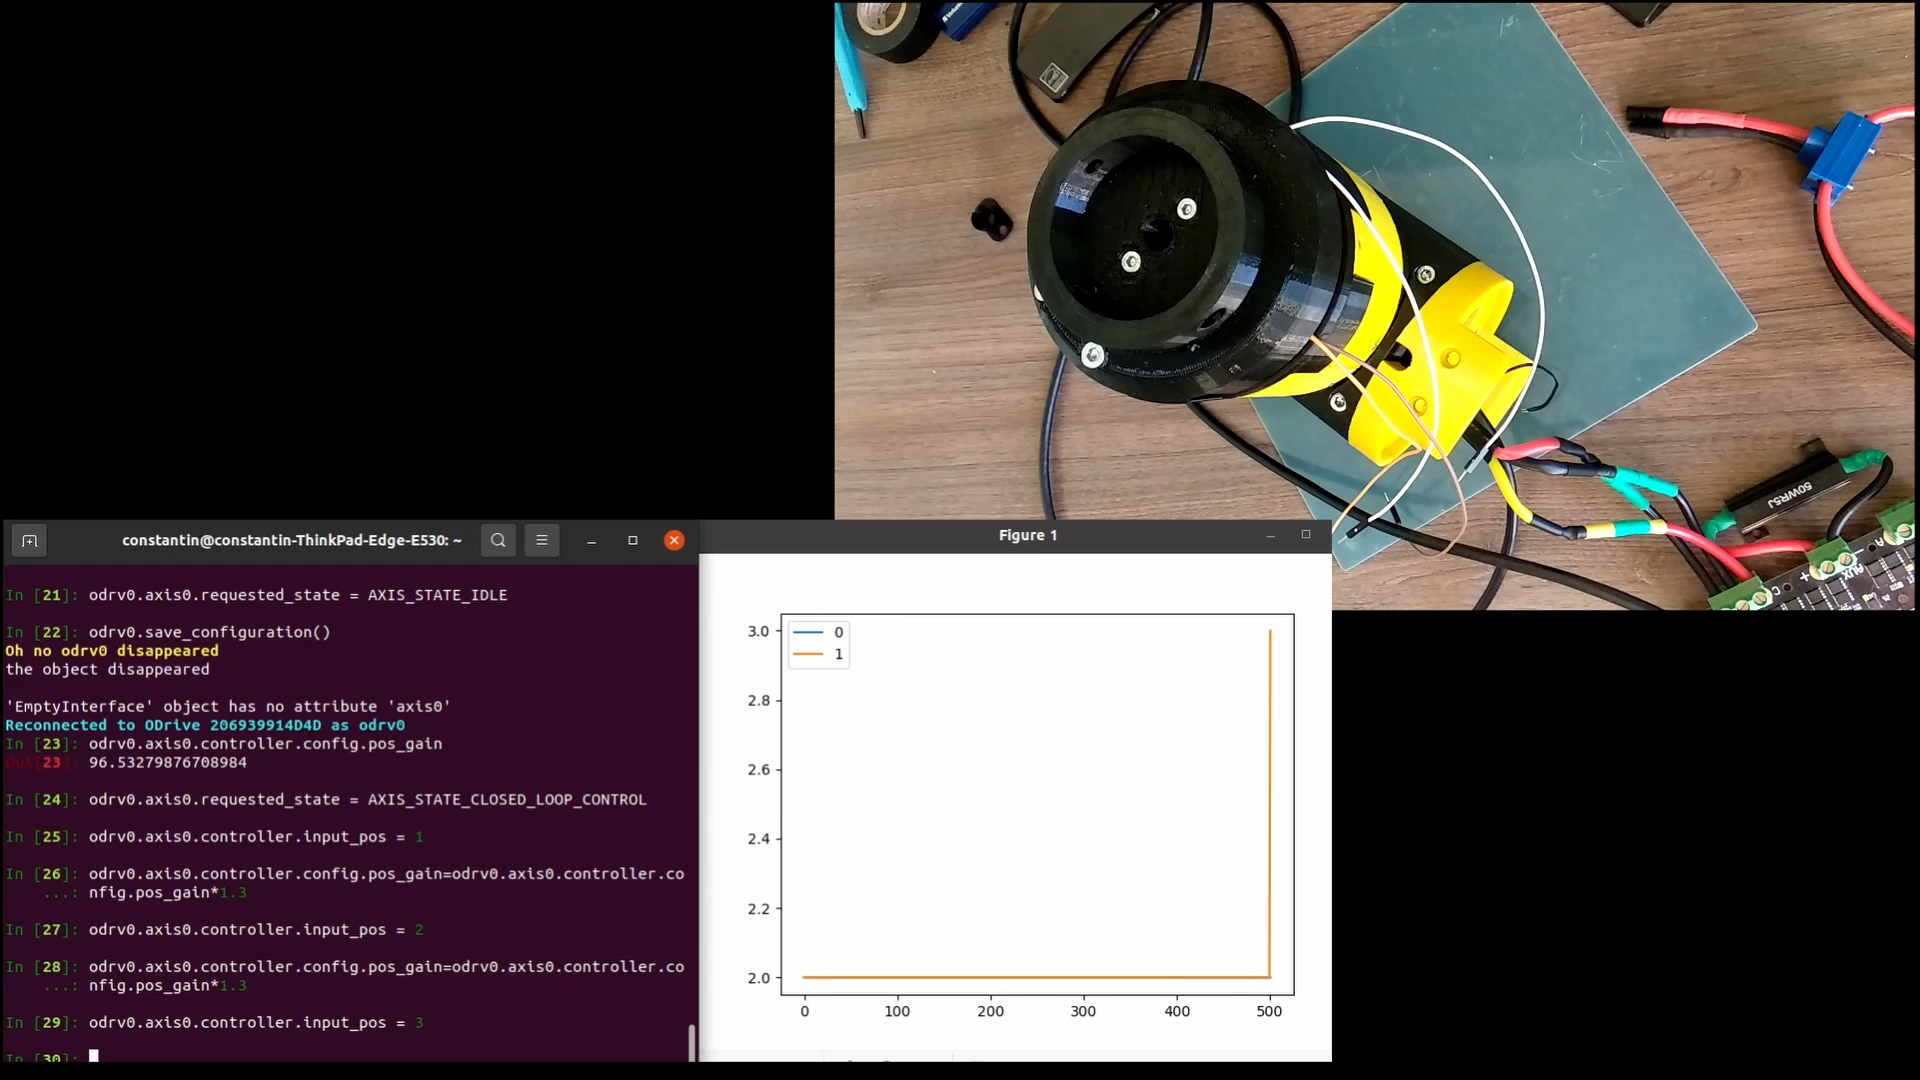 50WR5J
AUX
constantin@constantin-ThinkPad-Edge-E530: ~
In [21]: odrv0.axis0.requested_state = AXIS_STATE_IDLE
In [22]: odrv0.save_configuration()
Oh no odrv0 disappeared
the object disappeared
'EmptyInterface' object has no attribute 'axis0'
Reconnected to ODrive 206939914D4D as odrv0
In [23]: odrv0.axis0.controller.config.pos_gain
Out[23]: 96.53279876708984
In [24]: odrv0.axis0.requested_state = AXIS_STATE_CLOSED_LOOP_CONTROL
In [25]: odrv0.axis0.controller.input_pos = 1
In [26]: odrv0.axis0.controller.config.pos_gain=odrv0.axis0.controller.co
...: nfig.pos_gain*1.3
In [27]: odrv0.axis0.controller.input_pos = 2
In [28]: odrv0.axis0.controller.config.pos_gain=odrv0.axis0.controller.co
...: nfig.pos_gain*1.3
In [29]: odrv0.axis0.controller.input_pos = 3
In [30]:
Figure 1
0
1
3.0
2.8
2.6
2.4
2.2
2.0
0 100 200 300 400 500